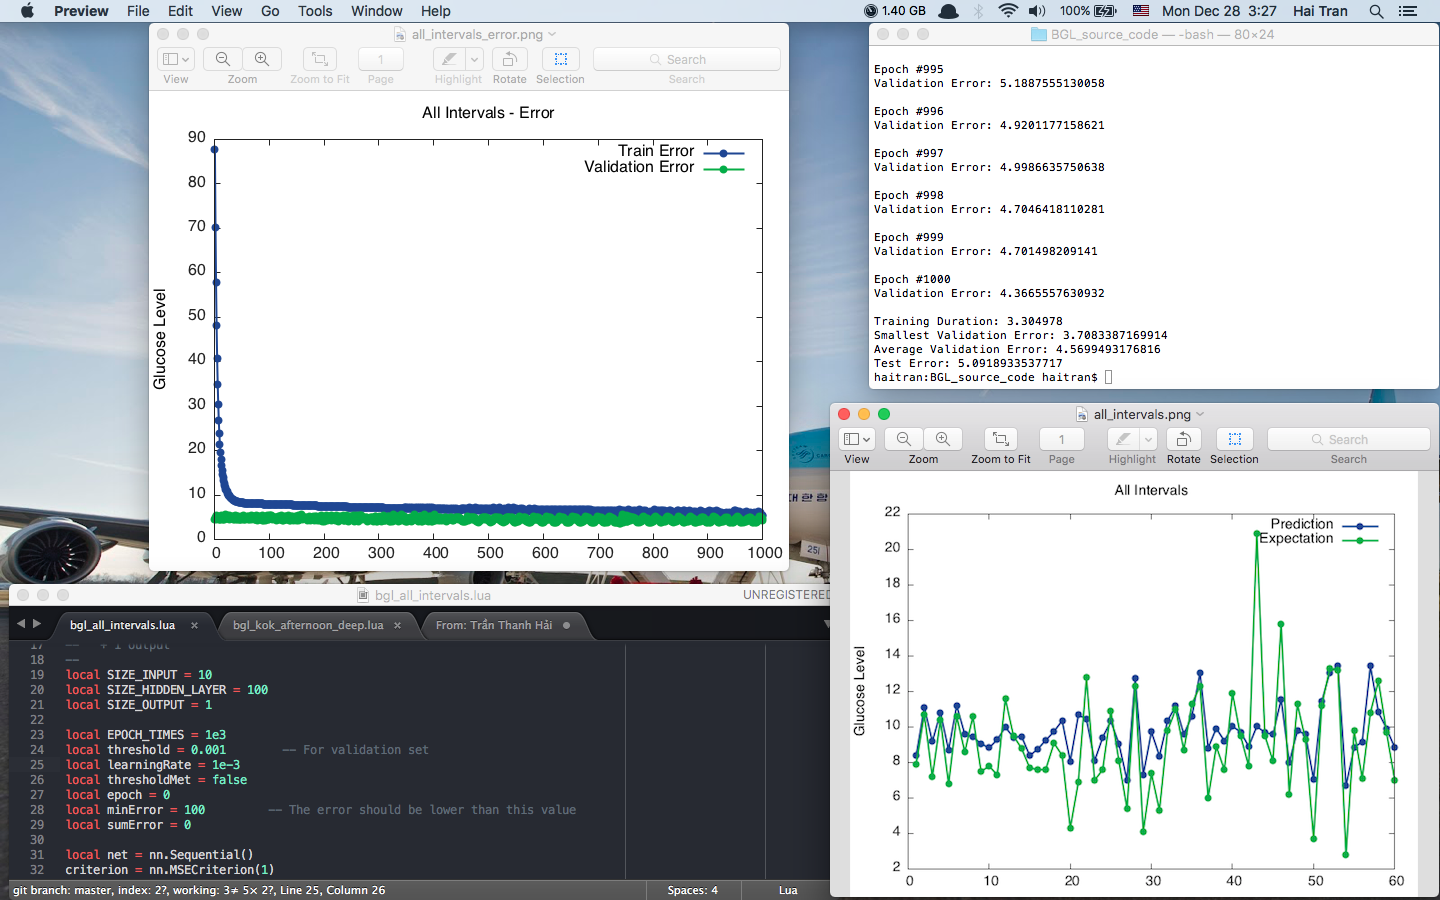 Preview File Edit View Go Tools Window Help 1.40 GB 100% Mon Dec 28 3:27 Hai Tran
all_intervals_error.png
1 Search
View Zoom Zoom to Fit Page Highlight Rotate Selection Search
All Intervals - Error
Train Error
Validation Error
Glucose Level
90
80
70
60
50
40
30
20
10
0
0 100 200 300 400 500 600 700 800 900 1000
BGL_source_code — -bash — 80×24
Epoch #995
Validation Error: 5.1887555130058
Epoch #996
Validation Error: 4.9201177158621
Epoch #997
Validation Error: 4.9986635750638
Epoch #998
Validation Error: 4.7046418110281
Epoch #999
Validation Error: 4.701498209141
Epoch #1000
Validation Error: 4.3665557630932
Training Duration: 3.304978
Smallest Validation Error: 3.7083387169914
Average Validation Error: 4.5699493176816
Test Error: 5.0918933537717
haitran:BGL_source_code haitran$
대한항
251
bgl_all_intervals.lua UNREGISTERED
bgl_all_intervals.lua × bgl_kok_afternoon_deep.lua × From: Trần Thanh Hải
17 -- + 1 output
18 --
19 local SIZE_INPUT = 10
20 local SIZE_HIDDEN_LAYER = 100
21 local SIZE_OUTPUT = 1
22
23 local EPOCH_TIMES = 1e3
24 local threshold = 0.001 -- For validation set
25 local learningRate = 1e-3
26 local thresholdMet = false
27 local epoch = 0
28 local minError = 100 -- The error should be lower than this value
29 local sumError = 0
30
31 local net = nn.Sequential()
32 criterion = nn.MSECriterion(1)
git branch: master, index: 2?, working: 3≠ 5× 2?, Line 25, Column 26 Spaces: 4 Lua
all_intervals.png
1 Search
View Zoom Zoom to Fit Page Highlight Rotate Selection Search
All Intervals
Prediction
Expectation
Glucose Level
22
20
18
16
14
12
10
8
6
4
2
0 10 20 30 40 50 60